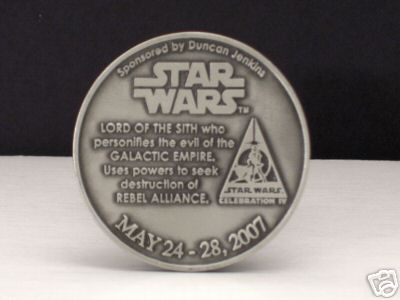 Sponsored by Duncan Jenkins
STAR
WARS
TM
LORD OF THE SITH who
personifies the evil of the
GALACTIC EMPIRE.
Uses powers to seek
destruction of
REBEL ALLIANCE.
STAR WARS
CELEBRATION IV
MAY 24 - 28, 2007